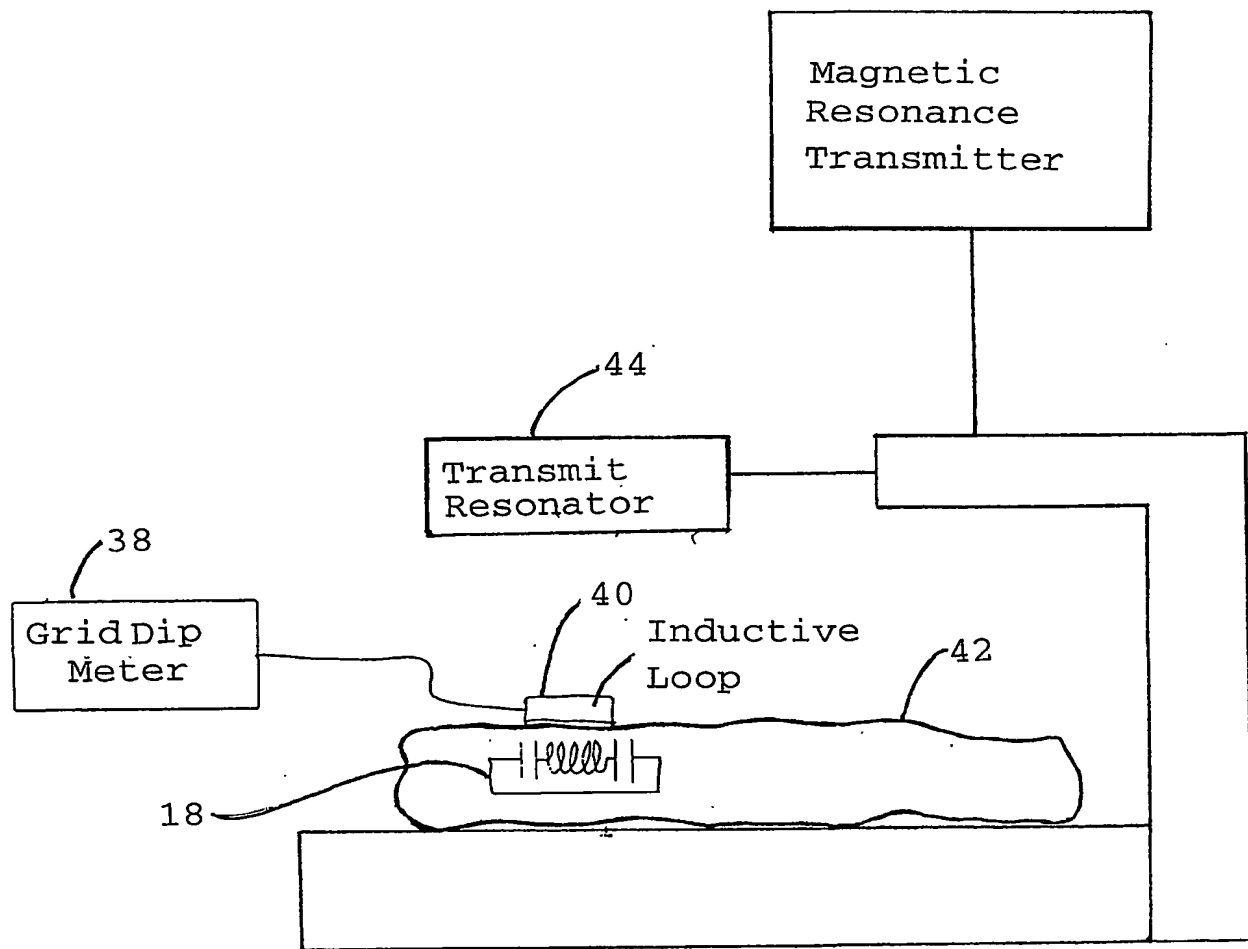 Magnetic
Resonance
Transmitter
44
Transmit
Resonator
38
Grid Dip
Meter
40
Inductive
Loop
42
18